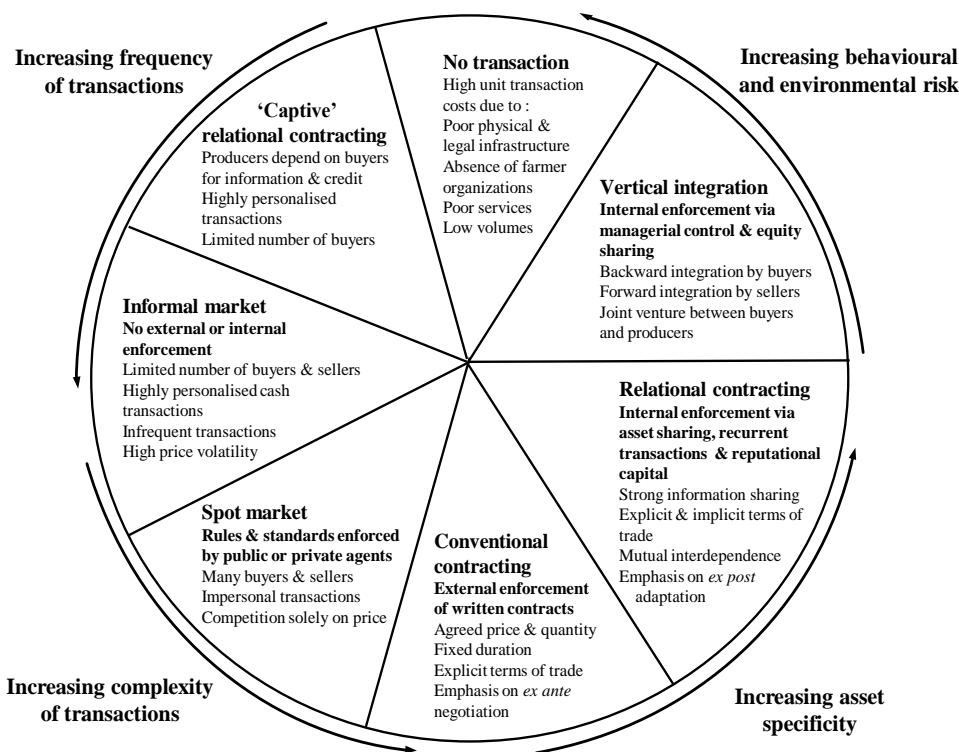 Increasing frequency
of transactions
Increasing behavioural
and environmental risk
No transaction
High unit transaction
costs due to :
Poor physical &
legal infrastructure
Absence of farmer
organizations
Poor services
Low volumes
‘Captive’
relational contracting
Producers depend on buyers
for information & credit
Highly personalised
transactions
Limited number of buyers
Vertical integration
Internal enforcement via
managerial control & equity
sharing
Backward integration by buyers
Forward integration by sellers
Joint venture between buyers
and producers
Informal market
No external or internal
enforcement
Limited number of buyers & sellers
Highly personalised cash
transactions
Infrequent transactions
High price volatility
Relational contracting
Internal enforcement via
asset sharing, recurrent
transactions & reputational
capital
Strong information sharing
Explicit & implicit terms of
trade
Mutual interdependence
Emphasis on ex post
adaptation
Spot market
Rules & standards enforced
by public or private agents
Many buyers & sellers
Impersonal transactions
Competition solely on price
Conventional
contracting
External enforcement
of written contracts
Agreed price & quantity
Fixed duration
Explicit terms of trade
Emphasis on ex ante
negotiation
Increasing complexity
of transactions
Increasing asset
specificity